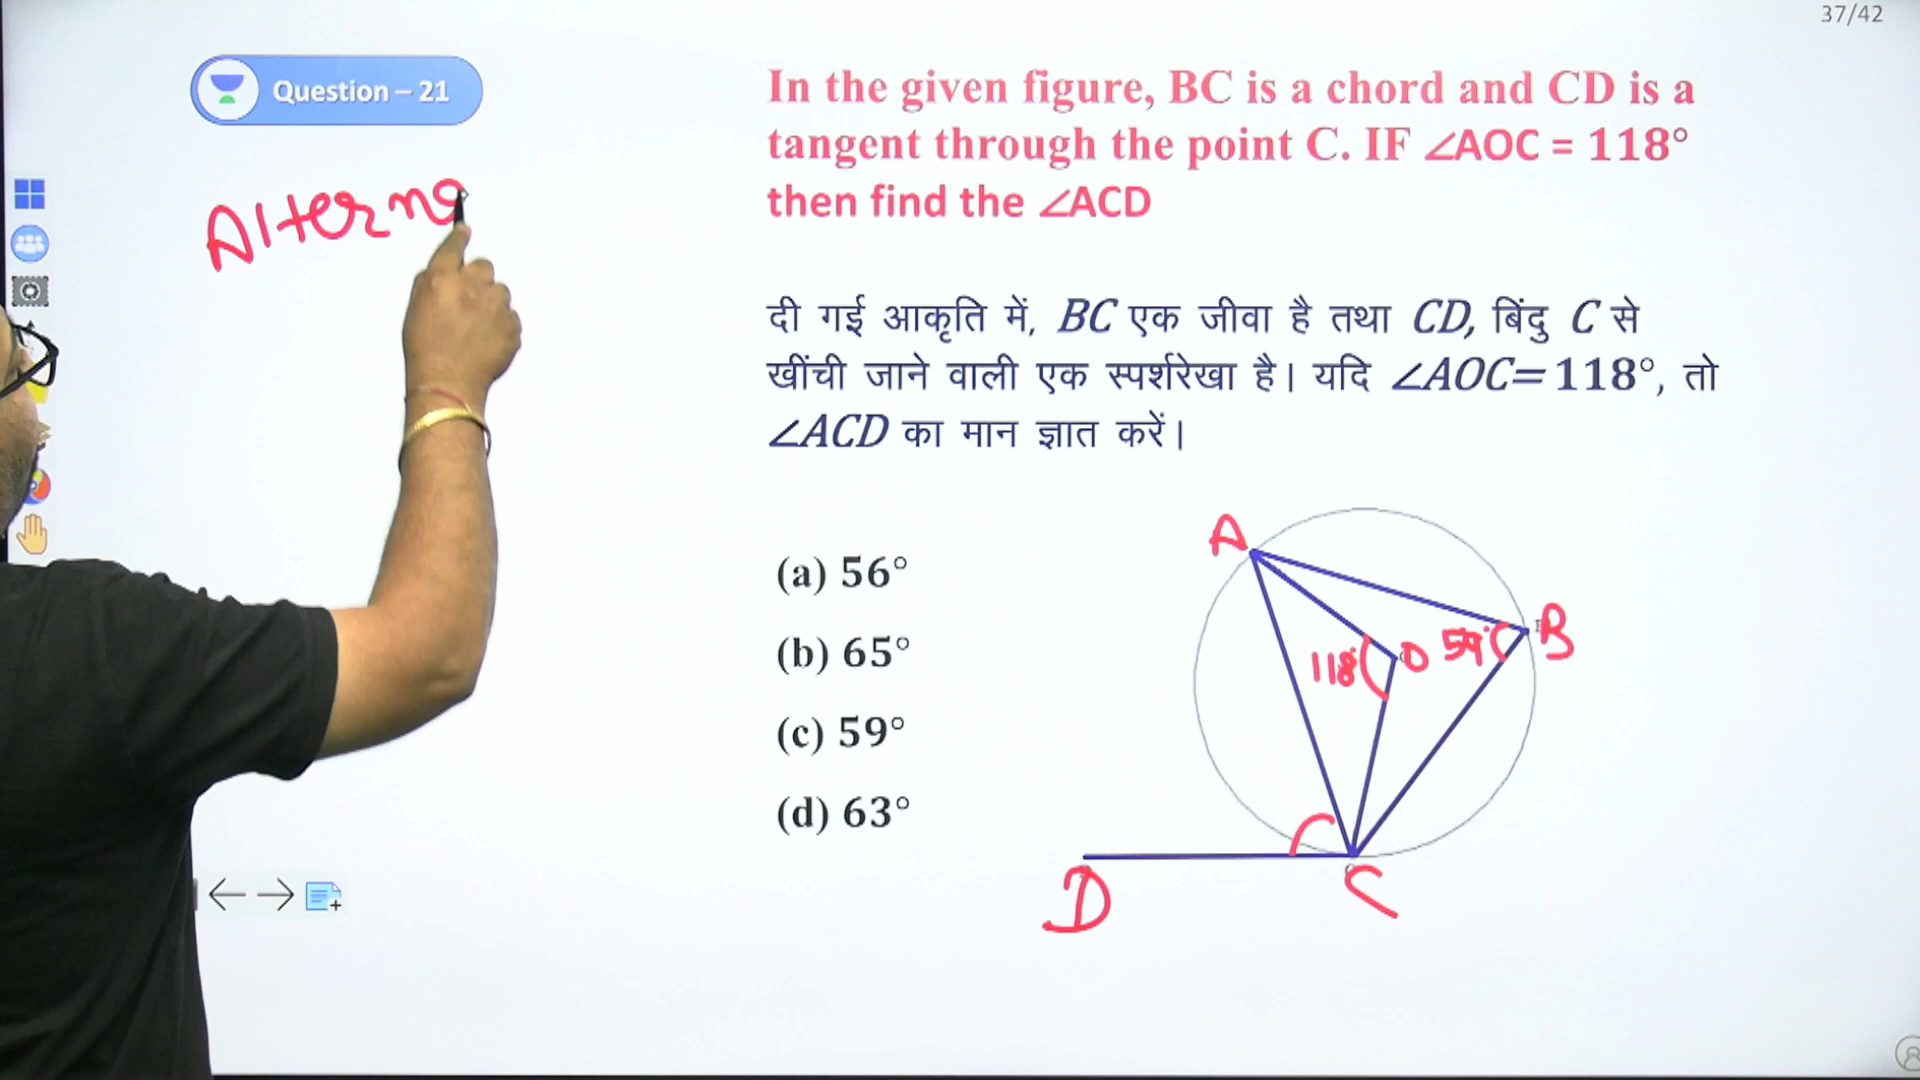 37/42
Question – 21
In the given figure, BC is a chord and CD is a
tangent through the point C. IF ∠AOC = 118°
then find the ∠ACD
Alterna
दी गई आकृति में, BC एक जीवा है तथा CD, बिंदु C से
खींची जाने वाली एक स्पर्शरेखा है। यदि ∠AOC=118°, तो
∠ACD का मान ज्ञात करें।
(a) 56°
(b) 65°
(c) 59°
(d) 63°
A
B
118°
O
59°
D
C